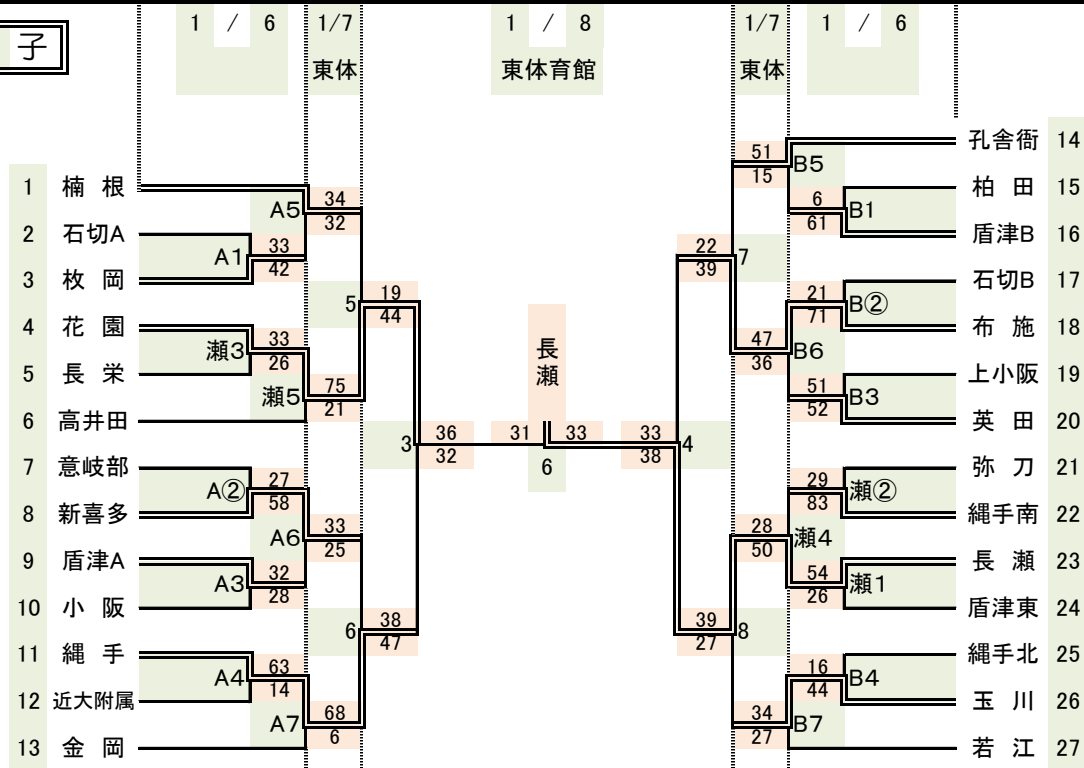 1 / 6 1/7 1 / 8 1/7 1 / 6
子
東体 東体育館 東体
1 楠 根
2 石切A
3 枚 岡
4 花 園
5 長 栄
6 高井田
7 意岐部
8 新喜多
9 盾津A
10 小 阪
11 縄 手
12 近大附属
13 金 岡
A5
34
32
A1
33
42
瀬3
33
26
瀬5
75
21
A②
27
58
A6
33
25
A3
32
28
A4
63
14
A7
68
6
5
19
44
6
38
47
3
36
32
長瀬
31 33
6
33
38
4
22
39
7
39
27
8
51
15
B5
6
61
B1
21
71
B②
47
36
B6
51
52
B3
29
83
瀬②
28
50
瀬4
54
26
瀬1
16
44
B4
34
27
B7
孔舎衙 14
柏 田 15
盾津B 16
石切B 17
布 施 18
上小阪 19
英 田 20
弥 刀 21
縄手南 22
長 瀬 23
盾津東 24
縄手北 25
玉 川 26
若 江 27